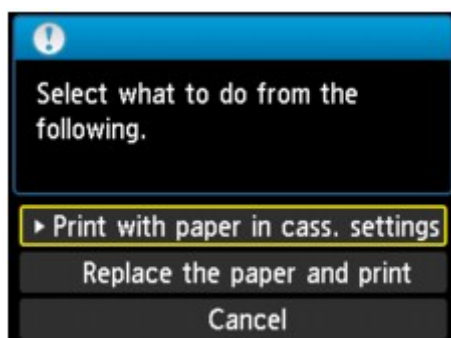 Select what to do from the
following.
Print with paper in cass. settings
Replace the paper and print
Cancel